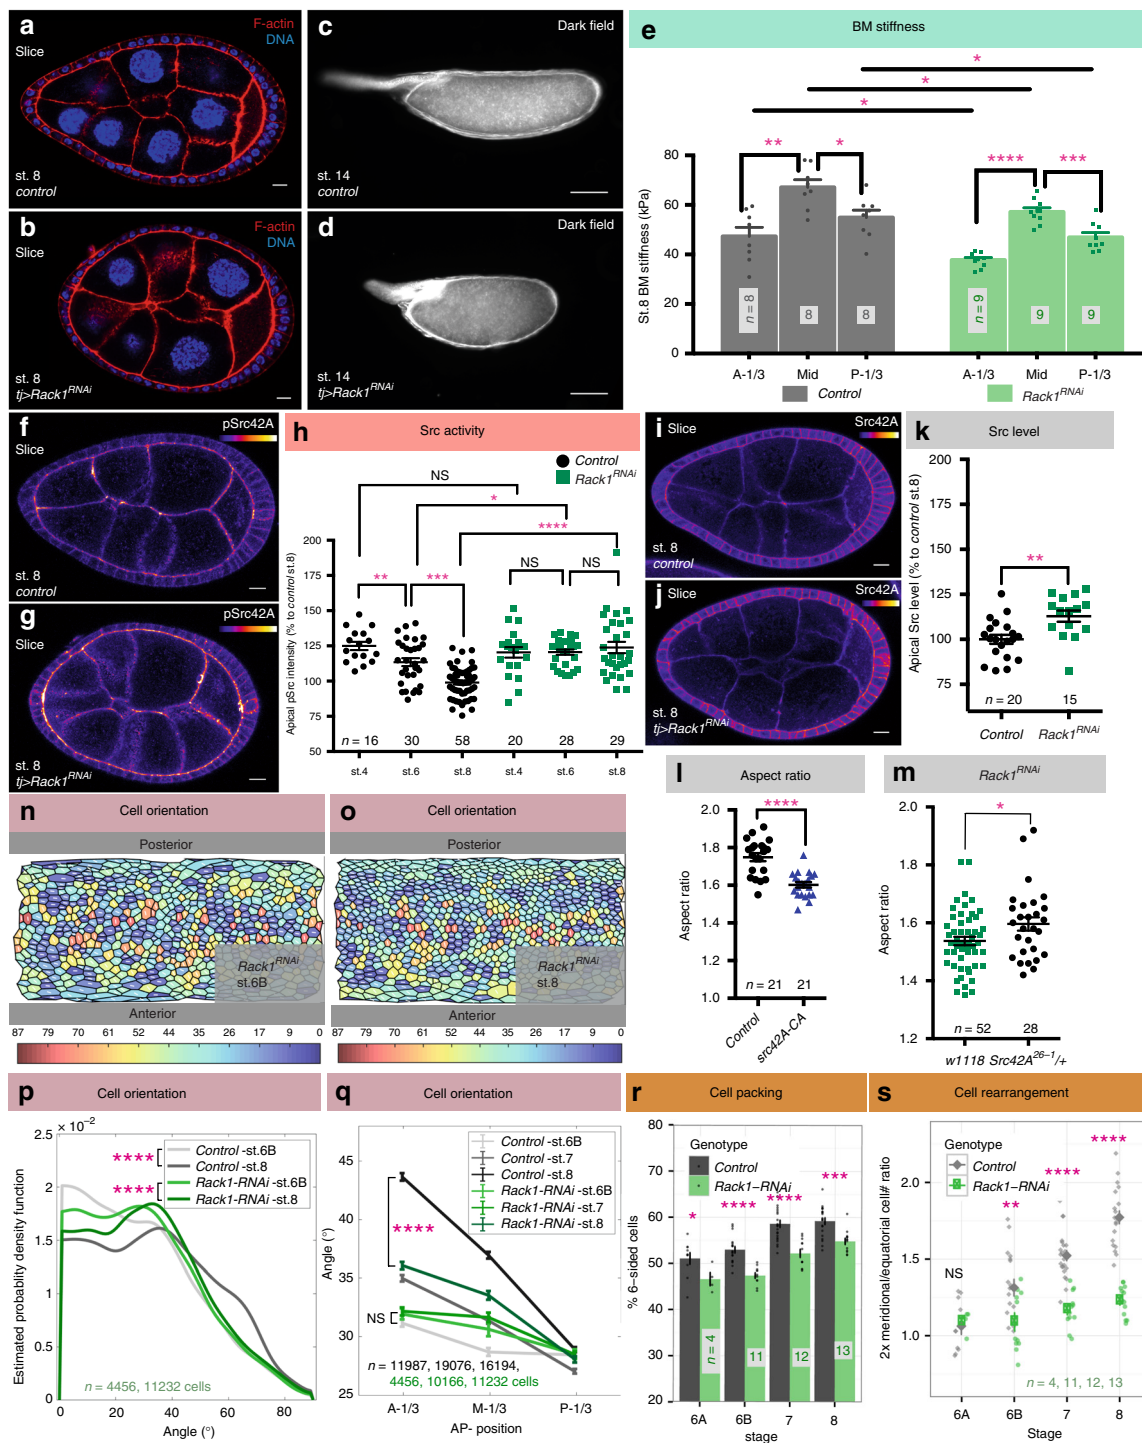 a
F-actin
DNA
Slice
st. 8
control
c
Dark field
st. 14
control
b
F-actin
DNA
Slice
st. 8
tj>Rack1RNAi
d
Dark field
st. 14
tj>Rack1RNAi
e
BM stiffness
*
*
*
** * **** ***
St.8 BM stiffness (kPa)
80
60
40
20
0
n = 8 8 8 n = 9 9 9
A-1/3 Mid P-1/3 A-1/3 Mid P-1/3
Control Rack1RNAi
f
pSrc42A
Slice
st. 8
control
g
pSrc42A
Slice
st. 8
tj>Rack1RNAi
h
Src activity
Control
Rack1RNAi
NS
*
****
** *** NS NS
Apical pSrc intensity (% to control st.8)
200
175
150
125
100
75
50
n = 16 30 58 20 28 29
st.4 st.6 st.8 st.4 st.6 st.8
i
Slice
Src42A
st. 8
control
j
Slice
Src42A
st. 8
tj>Rack1RNAi
k
Src level
**
Apical Src level (% to control st.8)
200
175
150
125
100
75
n = 20 15
Control Rack1RNAi
l
Aspect ratio
****
Aspect ratio
2.0
1.8
1.6
1.4
1.2
1.0
n = 21 21
Control src42A-CA
m
Rack1RNAi
*
Aspect ratio
2.0
1.8
1.6
1.4
1.2
n = 52 28
w1118 Src42A26-1/+
n
Cell orientation
Posterior
Rack1RNAi
st.6B
Anterior
87 79 70 61 52 44 35 26 17 9 0
o
Cell orientation
Posterior
Rack1RNAi
st.8
Anterior
87 79 70 61 52 44 35 26 17 9 0
p
Cell orientation
× 10−2
Estimated probablity density function
2.5
2
1.5
1
0.5
0
**** Control -st.6B
Control -st.8
**** Rack1-RNAi -st.6B
Rack1-RNAi -st.8
n = 4456, 11232 cells
0 20 40 60 80
Angle (°)
q
Cell orientation
Angle (°)
45
40
35
30
25
Control -st.6B
Control -st.7
Control -st.8
Rack1-RNAi -st.6B
Rack1-RNAi -st.7
Rack1-RNAi -st.8
****
NS
n = 11987, 19076, 16194,
4456, 10166, 11232 cells
A-1/3 M-1/3 P-1/3
AP- position
r
Cell packing
Genotype
Control
Rack1−RNAi
* **** **** ***
% 6−sided cells
80
70
60
50
40
30
20
n = 4 11 12 13
6A 6B 7 8
stage
s
Cell rearrangement
Genotype
Control
Rack1−RNAi
NS ** **** ****
2x meridional/equatorial cell# ratio
2.0
1.5
1.0
n = 4, 11, 12, 13
6A 6B 7 8
Stage